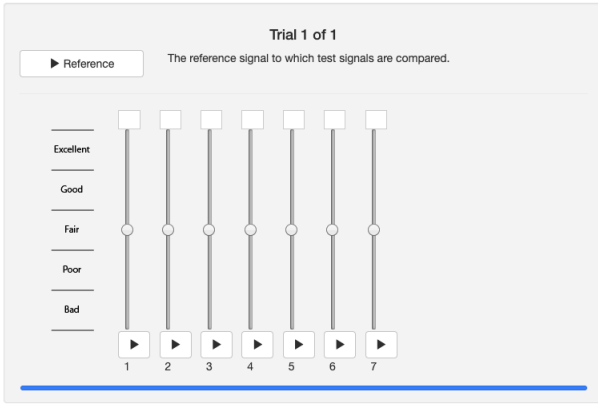 Trial 1 of 1
Reference
The reference signal to which test signals are compared.
Excellent
Good
Fair
Poor
Bad
1 2 3 4 5 6 7